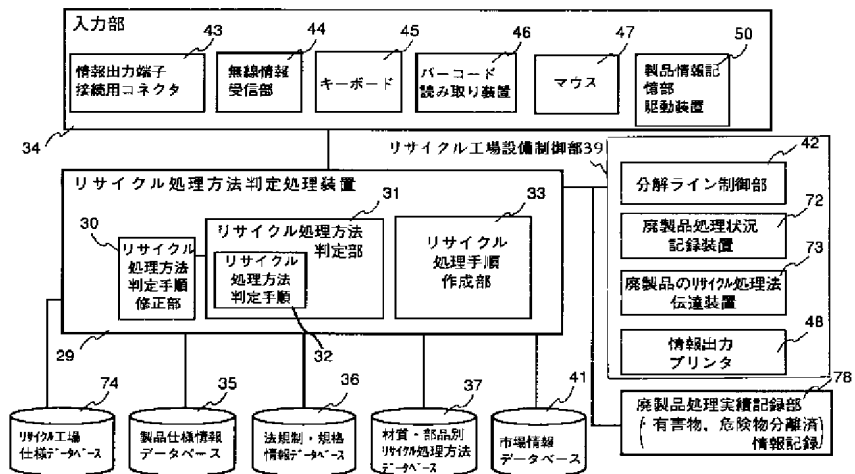 入力部
43
44
45
46
47
50
情報出力端子
接続用コネクタ
無線情報
受信部
キーボード
バーコード
読み取り装置
マウス
製品情報記
憶部
駆動装置
34
リサイクル工場設備制御部39
リサイクル処理方法判定処理装置
30
リサイクル
処理方法
判定手順
修正部
31
リサイクル処理方法
判定部
リサイクル
処理方法
判定手順
32
33
リサイクル
処理手順
作成部
29
42
分解ライン制御部
72
廃製品処理状況
記録装置
73
廃製品のリサイクル処理法
伝達装置
48
情報出力
プリンタ
78
廃製品処理実績記録部
(有害物、危険物分離済
情報記録)
74
リサイクル工場
仕様データベース
35
製品仕様情報
データベース
36
法規制・規格
情報データベース
37
材質・部品別
リサイクル処理方法
データベース
41
市場情報
データベース